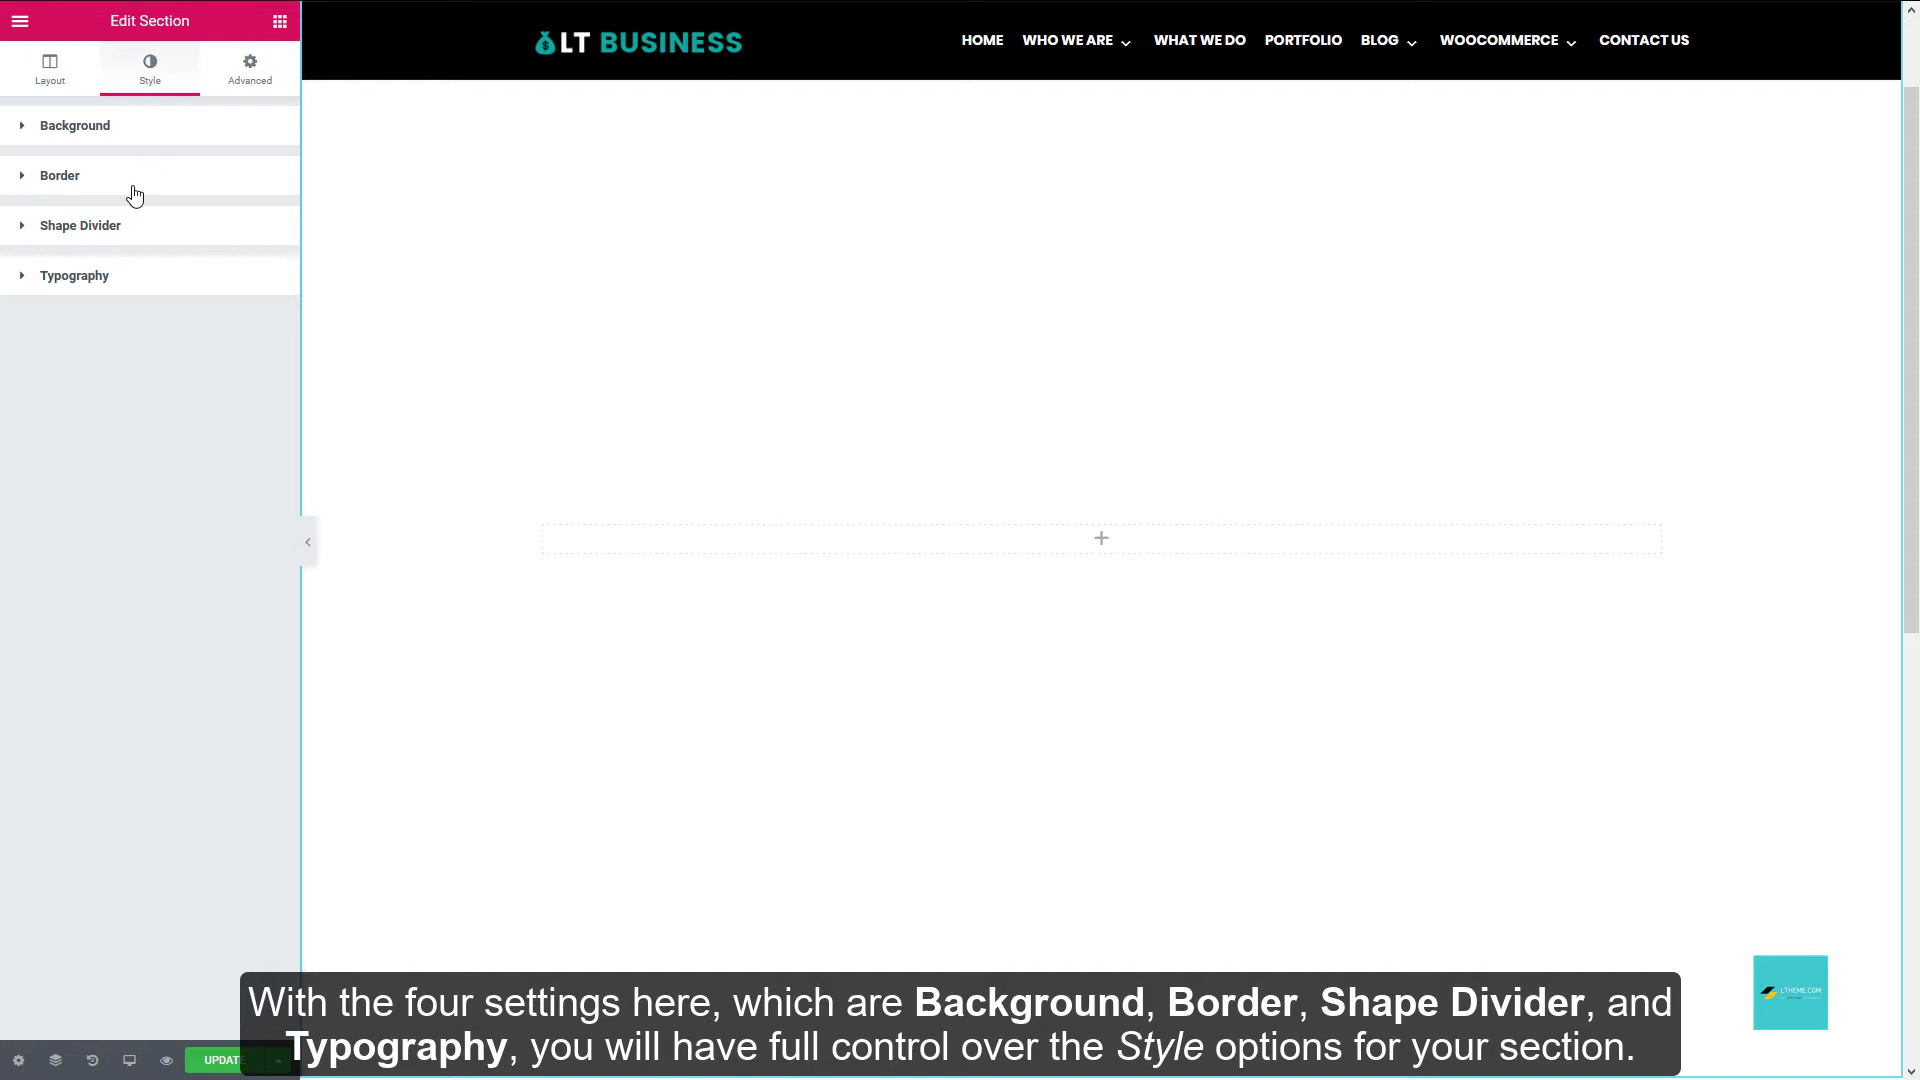 Edit Section
Layout Style Advanced
Background
Border
Shape Divider
Typography
LT BUSINESS
HOME WHO WE ARE WHAT WE DO PORTFOLIO BLOG WOOCOMMERCE CONTACT US
LTHEME.COM
UPDATE
With the four settings here, which are Background, Border, Shape Divider, and
Typography, you will have full control over the Style options for your section.